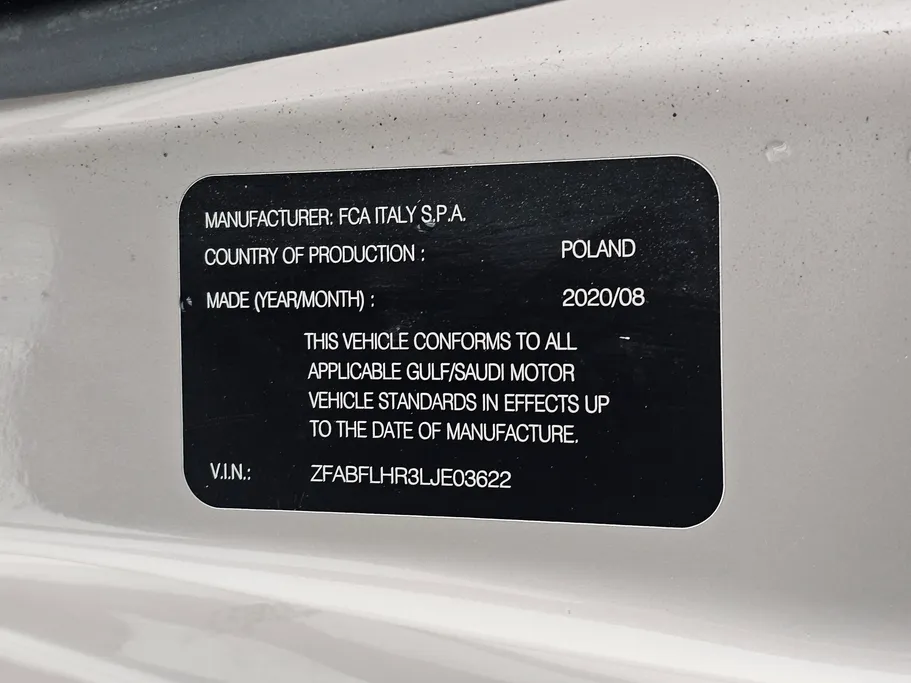 MANUFACTURER: FCA ITALY S.P.A.
COUNTRY OF PRODUCTION : POLAND
MADE (YEAR/MONTH) : 2020/08
THIS VEHICLE CONFORMS TO ALL
APPLICABLE GULF/SAUDI MOTOR
VEHICLE STANDARDS IN EFFECTS UP
TO THE DATE OF MANUFACTURE.
V.I.N.: ZFABFLHR3LJE03622